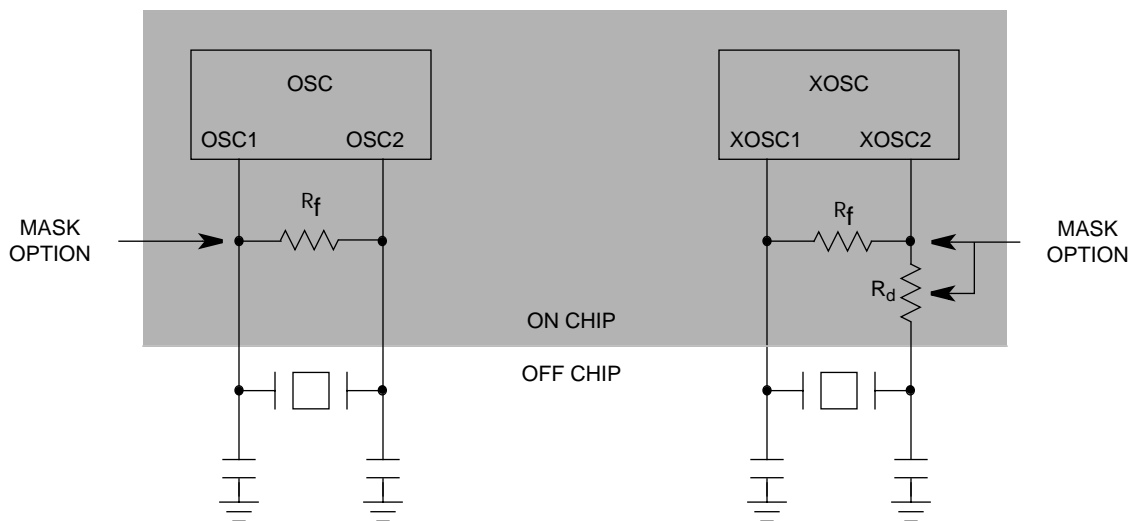 OSC
OSC1 OSC2
XOSC
XOSC1 XOSC2
MASK
OPTION
Rf
Rf
Rd
MASK
OPTION
ON CHIP
OFF CHIP